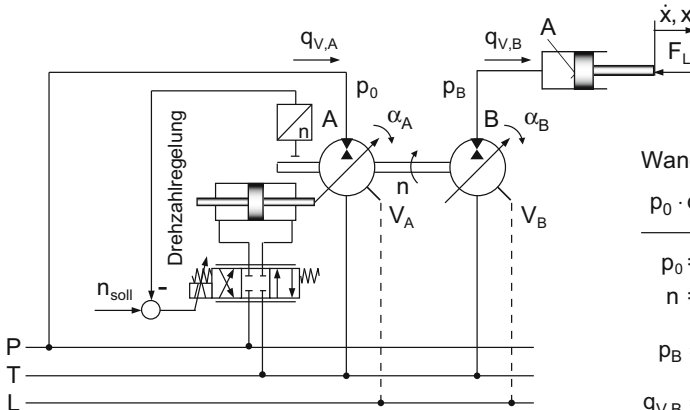 ẋ, x
q_V,A
q_V,B
A
F_L
p_0
p_B
A
α_A
B
α_B
n
n
Drehzahlregelung
V_A
V_B
n_soll
-
P
T
L
Wan
p_0 ·
p_0 =
n =
p_B
q_V,B